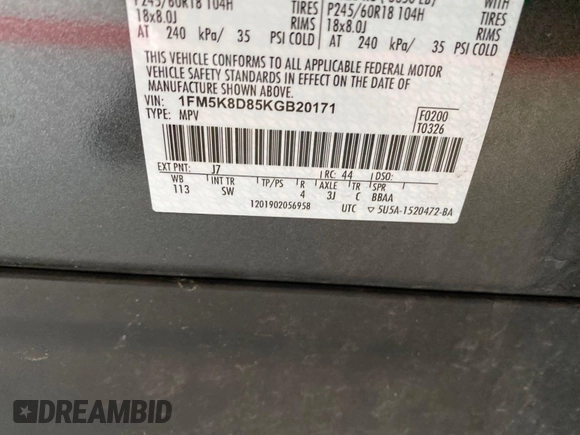 P245/60R18 104H TIRES P245/60R18 104H TIRES
18x8.0J RIMS 18x8.0J RIMS
AT 240 kPa/ 35 PSI COLD AT 240 kPa/ 35 PSI COLD
THIS VEHICLE CONFORMS TO ALL APPLICABLE FEDERAL MOTOR
VEHICLE SAFETY STANDARDS IN EFFECT ON THE DATE OF
MANUFACTURE SHOWN ABOVE.
VIN: 1FM5K8D85KGB20171
TYPE: MPV
F0200
T0326
EXT PNT: J7 RC: 44 DSO:
WB INT TR TP/PS R AXLE TR SPR
113 SW 4 3J C BBAA
1201902056958 UTC ▽ 5U5A-1520472-BA
DREAMBID